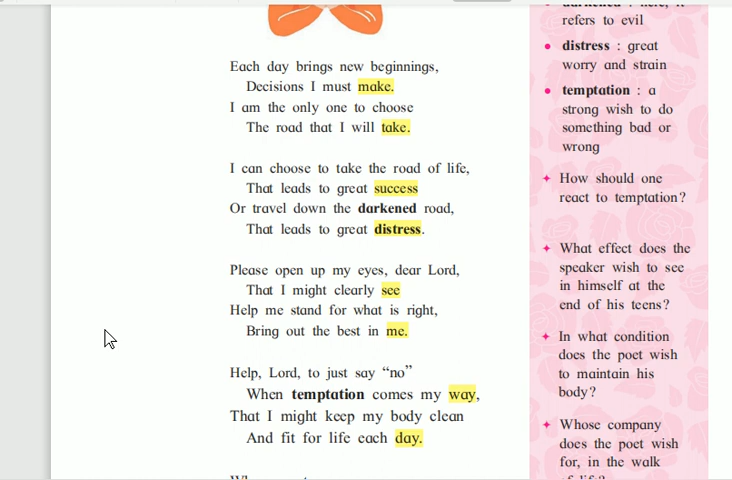 Each day brings new beginnings,
Decisions I must make.
I am the only one to choose
The road that I will take.
I can choose to take the road of life,
That leads to great success
Or travel down the darkened road,
That leads to great distress.
Please open up my eyes, dear Lord,
That I might clearly see
Help me stand for what is right,
Bring out the best in me.
Help, Lord, to just say “no”
When temptation comes my way,
That I might keep my body clean
And fit for life each day.
refers to evil
• distress : great
worry and strain
• temptation : a
strong wish to do
something bad or
wrong
✦ How should one
react to temptation?
✦ What effect does the
speaker wish to see
in himself at the
end of his teens?
✦ In what condition
does the poet wish
to maintain his
body?
✦ Whose company
does the poet wish
for, in the walk